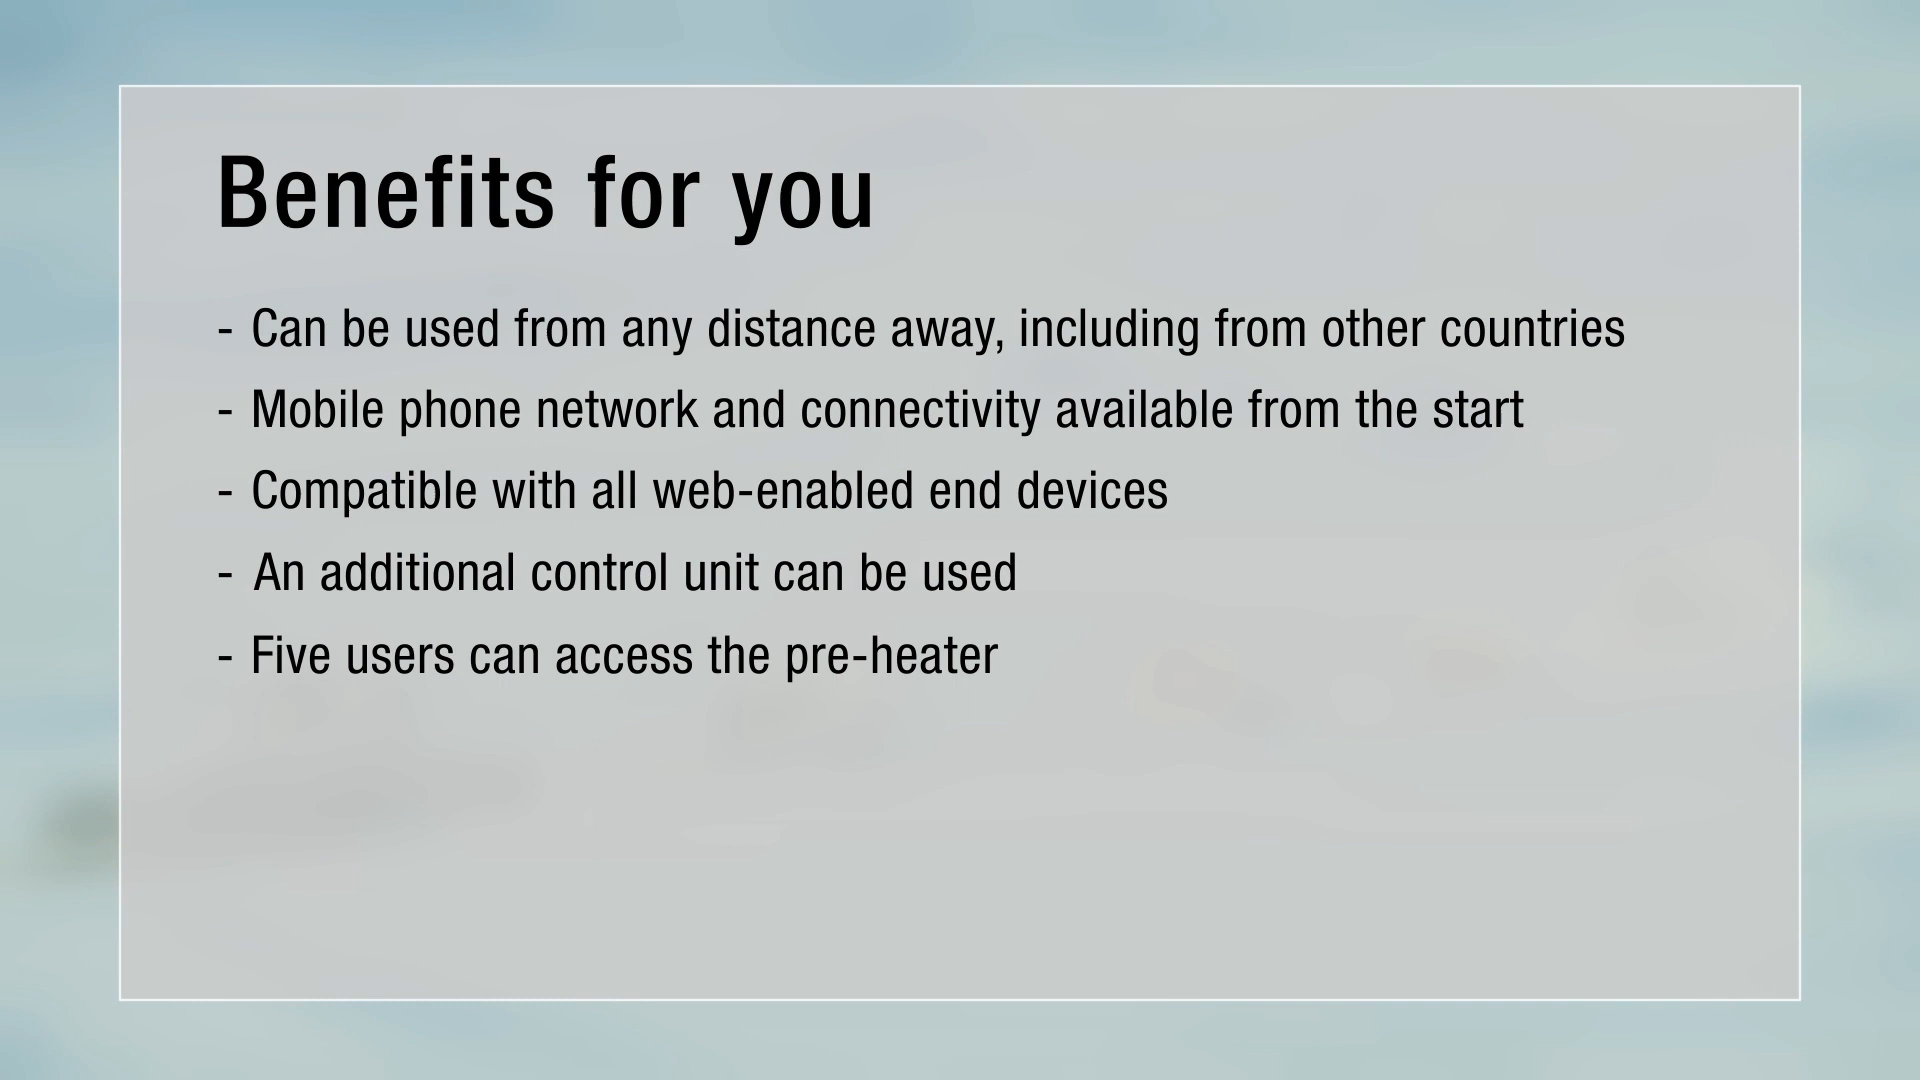 Benefits for you
- Can be used from any distance away, including from other countries
- Mobile phone network and connectivity available from the start
- Compatible with all web-enabled end devices
- An additional control unit can be used
- Five users can access the pre-heater